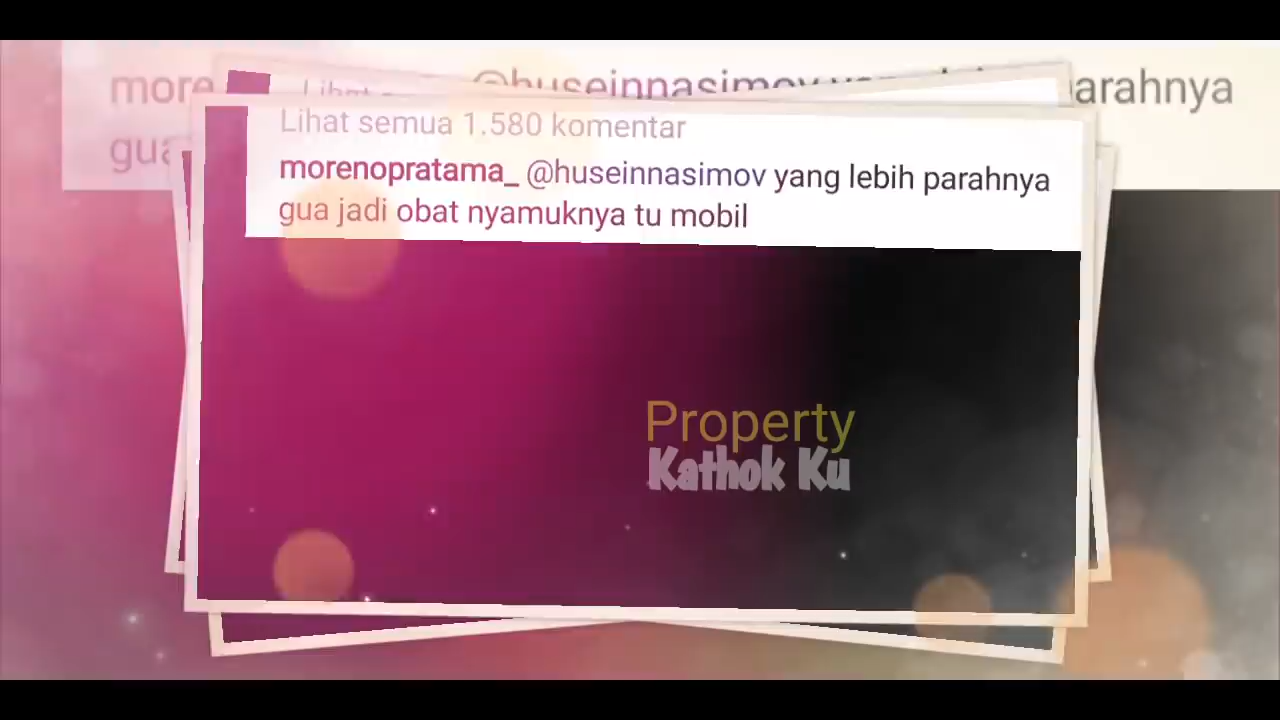 Lihat semua 1.580 komentar
morenopratama_ @huseinnasimov yang lebih parahnya
gua jadi obat nyamuknya tu mobil
Property
Kathok Ku